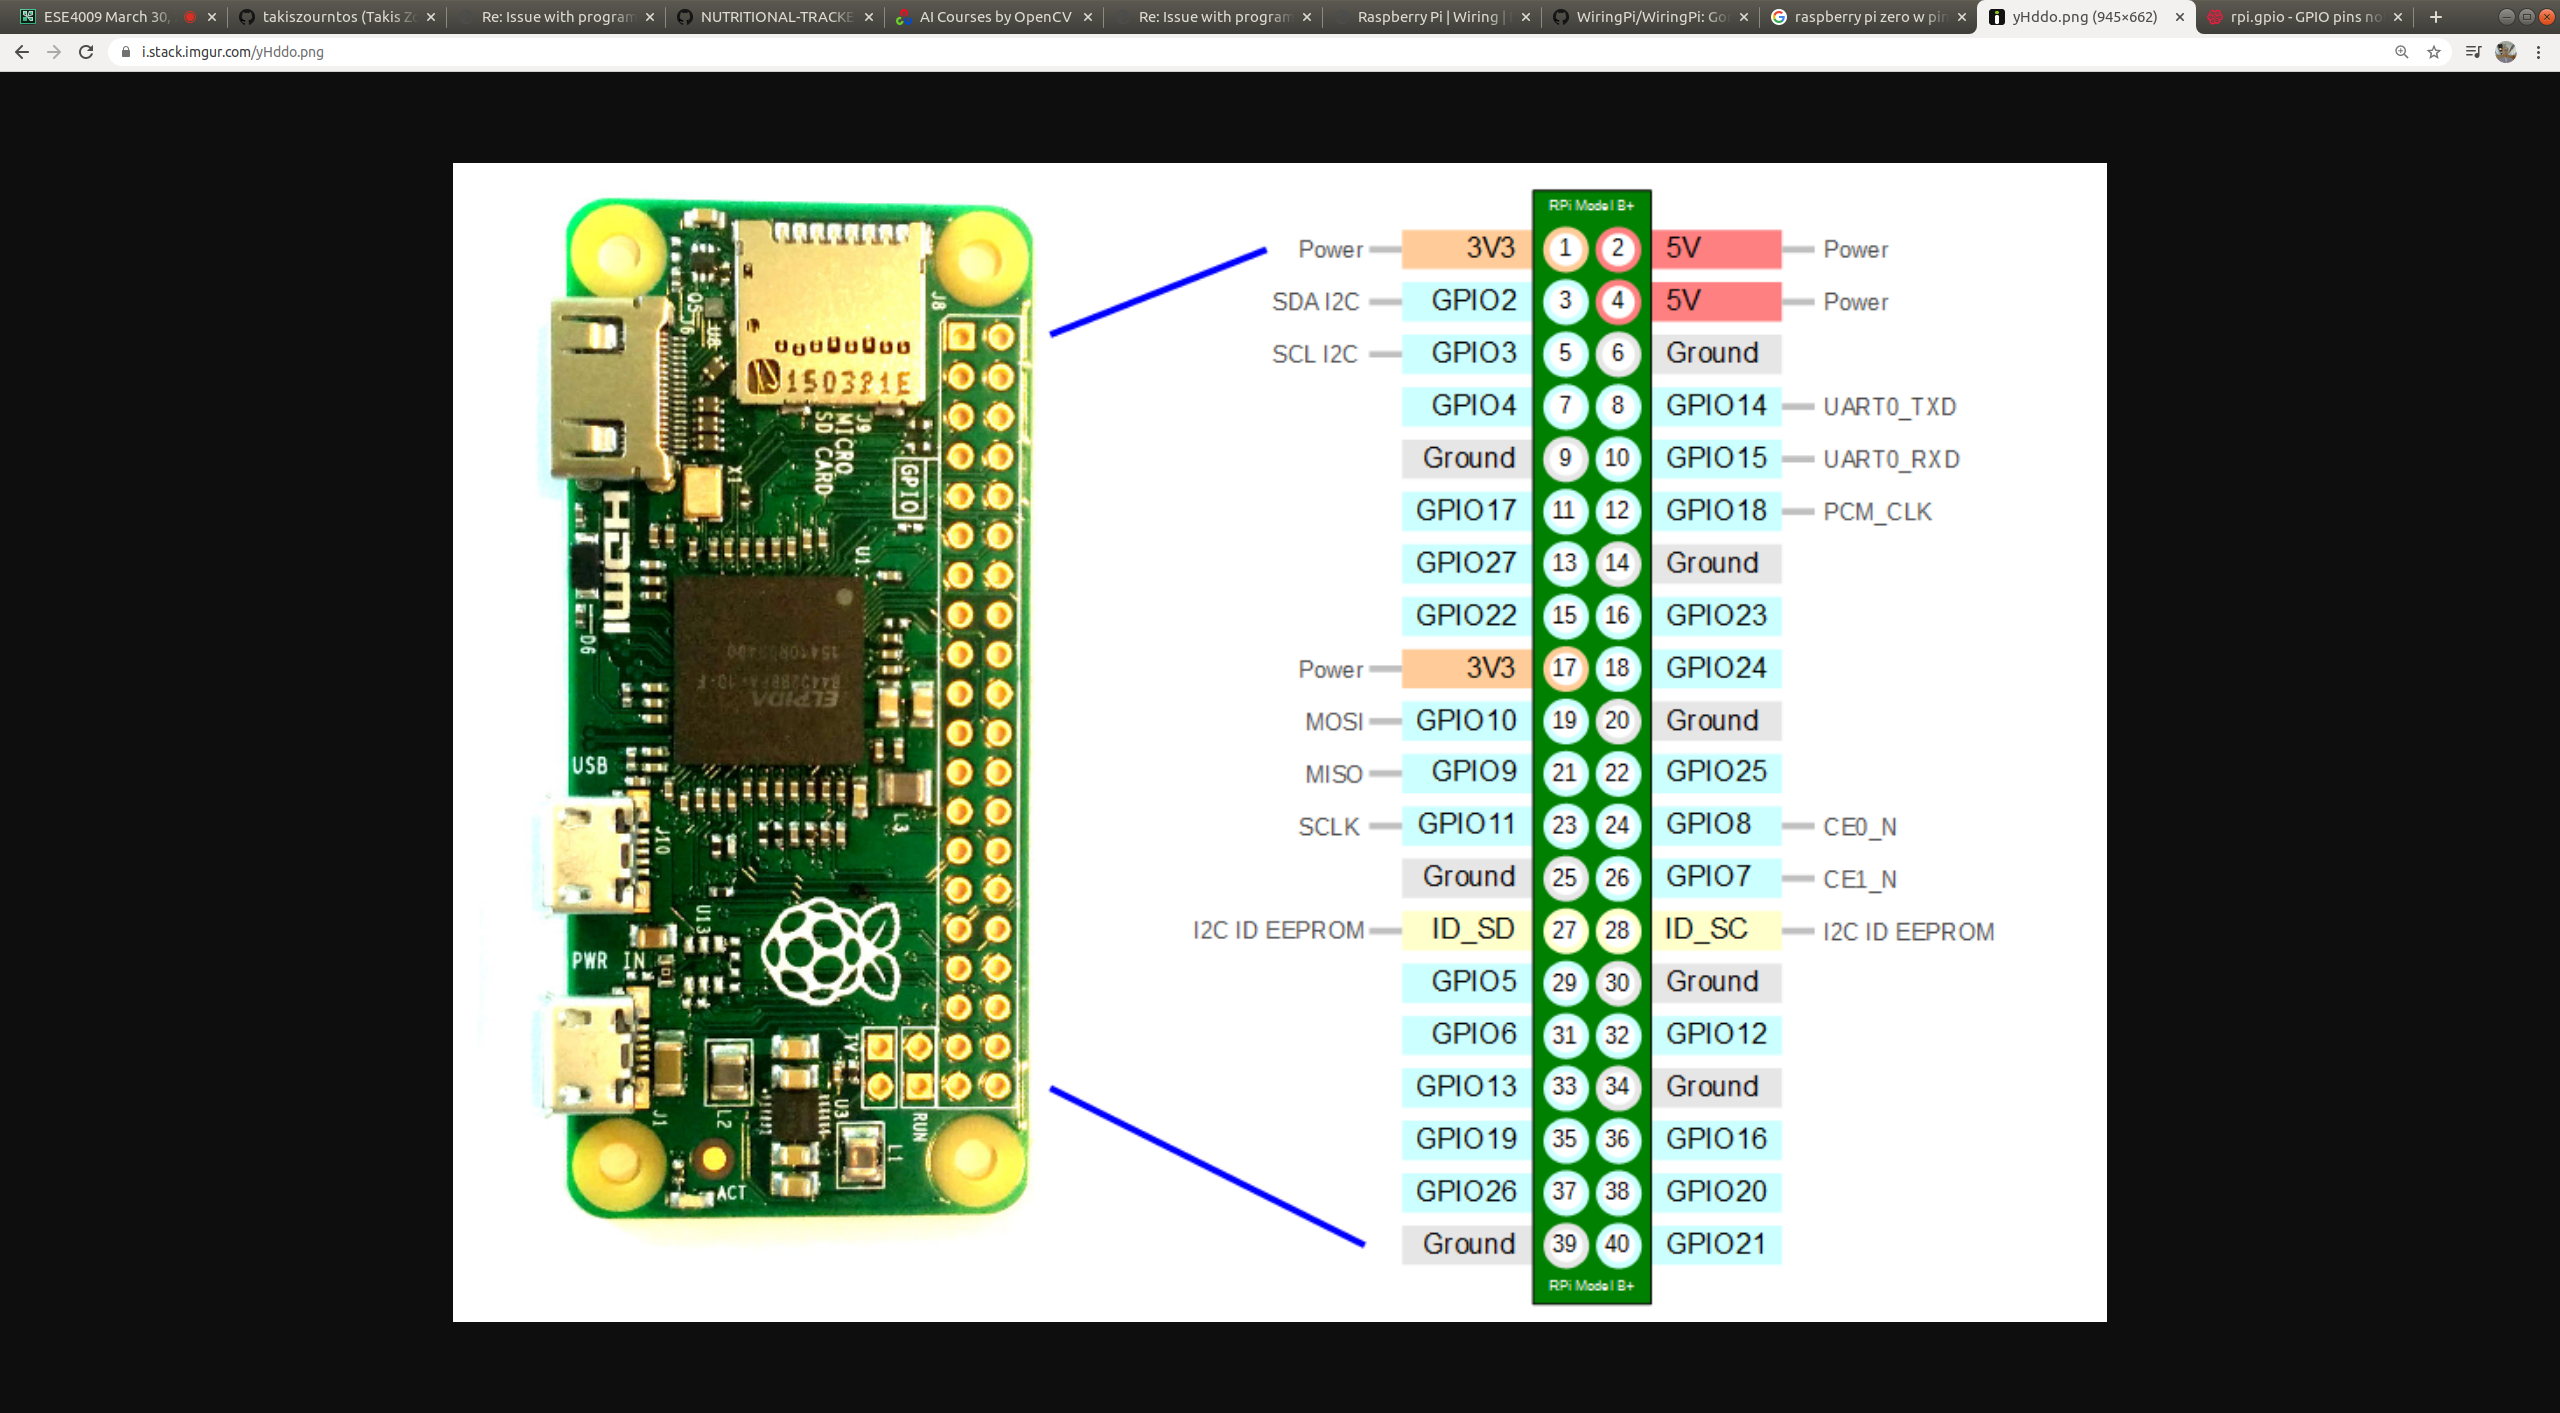 ESE4009 March 30,
takiszourntos (Takis Zo
Re: Issue with program
NUTRITIONAL-TRACKE
AI Courses by OpenCV
Re: Issue with program
Raspberry Pi | Wiring |
WiringPi/WiringPi: Gor
raspberry pi zero w pin
yHddo.png (945×662)
rpi.gpio - GPIO pins no
i.stack.imgur.com/yHddo.png
J8
Q5
J6
U8
150321E
J9
MICRO
SD CARD
X1
GPIO
HDMI
D6
U1
ELPIDA
USB
J10
L3
U13
PWR IN
J1
L2
TV
U3
RUN
L1
ACT
RPi Model B+
Power 3V3 1 2 5V Power
SDA I2C GPIO2 3 4 5V Power
SCL I2C GPIO3 5 6 Ground
GPIO4 7 8 GPIO14 UART0_TXD
Ground 9 10 GPIO15 UART0_RXD
GPIO17 11 12 GPIO18 PCM_CLK
GPIO27 13 14 Ground
GPIO22 15 16 GPIO23
Power 3V3 17 18 GPIO24
MOSI GPIO10 19 20 Ground
MISO GPIO9 21 22 GPIO25
SCLK GPIO11 23 24 GPIO8 CE0_N
Ground 25 26 GPIO7 CE1_N
I2C ID EEPROM ID_SD 27 28 ID_SC I2C ID EEPROM
GPIO5 29 30 Ground
GPIO6 31 32 GPIO12
GPIO13 33 34 Ground
GPIO19 35 36 GPIO16
GPIO26 37 38 GPIO20
Ground 39 40 GPIO21
RPi Model B+